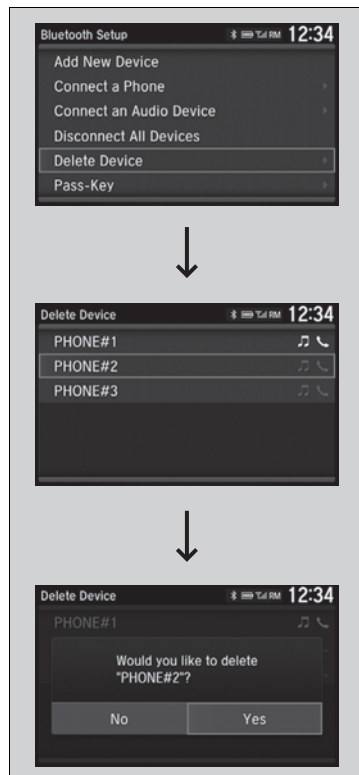 Bluetooth Setup 12:34
Add New Device
Connect a Phone
Connect an Audio Device
Disconnect All Devices
Delete Device
Pass-Key
Delete Device 12:34
PHONE#1
PHONE#2
PHONE#3
Delete Device 12:34
PHONE#1
Would you like to delete
"PHONE#2"?
No Yes